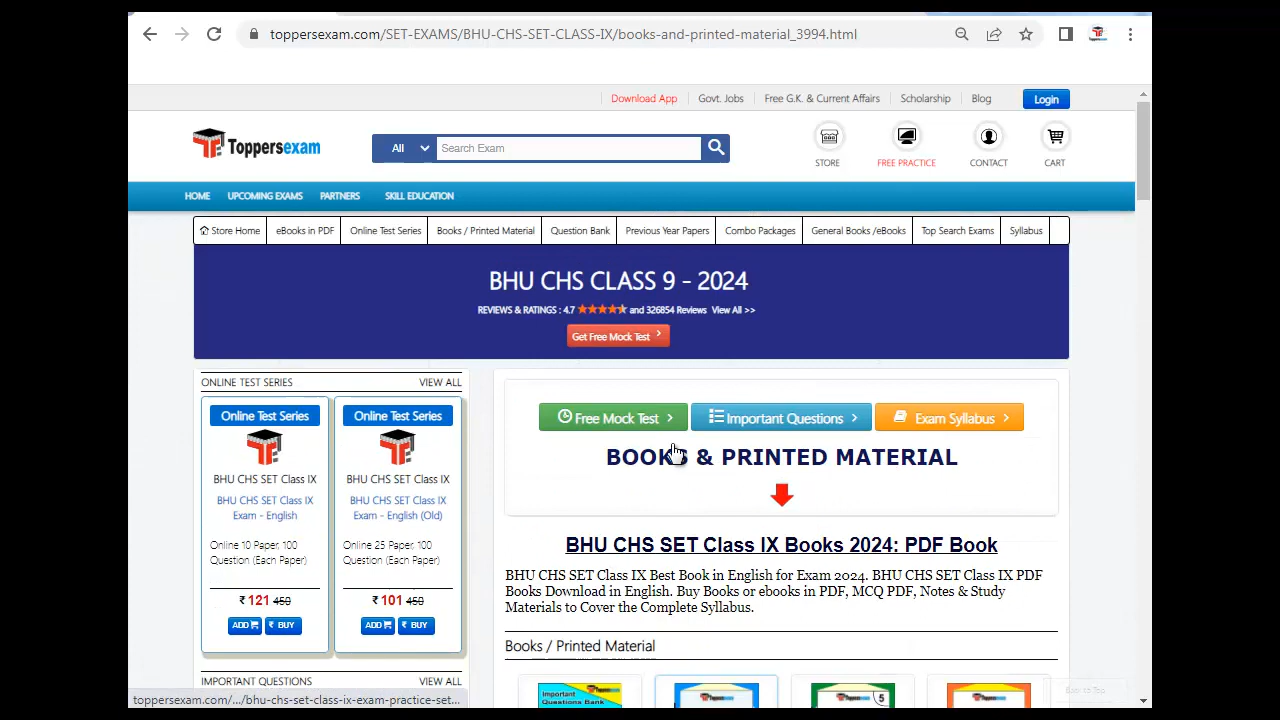 toppersexam.com/SET-EXAMS/BHU-CHS-SET-CLASS-IX/books-and-printed-material_3994.html
Download App Govt. Jobs Free G.K. & Current Affairs Scholarship Blog Login
Toppersexam All Search Exam
STORE FREE PRACTICE CONTACT CART
HOME UPCOMING EXAMS PARTNERS SKILL EDUCATION
Store Home eBooks in PDF Online Test Series Books / Printed Material Question Bank Previous Year Papers Combo Packages General Books /eBooks Top Search Exams Syllabus
BHU CHS CLASS 9 - 2024
REVIEWS & RATINGS : 4.7 and 326854 Reviews View All >>
Get Free Mock Test
ONLINE TEST SERIES VIEW ALL
Online Test Series
BHU CHS SET Class IX
BHU CHS SET Class IX
Exam - English
Online 10 Paper, 100
Question (Each Paper)
₹ 121 450
ADD ₹ BUY
Online Test Series
BHU CHS SET Class IX
BHU CHS SET Class IX
Exam - English (Old)
Online 25 Paper, 100
Question (Each Paper)
₹ 101 450
ADD ₹ BUY
IMPORTANT QUESTIONS VIEW ALL
Free Mock Test Important Questions Exam Syllabus
BOOKS & PRINTED MATERIAL
BHU CHS SET Class IX Books 2024: PDF Book
BHU CHS SET Class IX Best Book in English for Exam 2024. BHU CHS SET Class IX PDF
Books Download in English. Buy Books or ebooks in PDF, MCQ PDF, Notes & Study
Materials to Cover the Complete Syllabus.
Books / Printed Material
Important
Questions Bank
Toppersexam
Toppersexam
Toppersexam
5
Toppersexam
Back to Top
toppersexam.com/.../bhu-chs-set-class-ix-exam-practice-set...